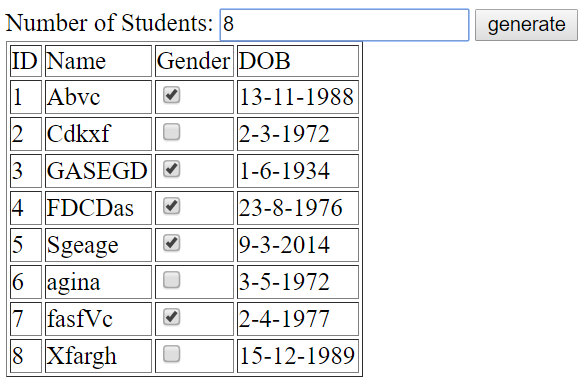 Number of Students: 8 generate
ID Name Gender DOB
1 Abvc 13-11-1988
2 Cdkxf 2-3-1972
3 GASEGD 1-6-1934
4 FDCDas 23-8-1976
5 Sgeage 9-3-2014
6 agina 3-5-1972
7 fasfVc 2-4-1977
8 Xfargh 15-12-1989